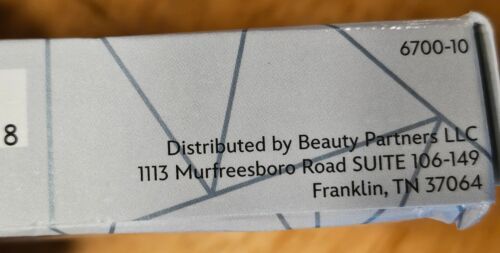 6700-10
8
Distributed by Beauty Partners LLC
1113 Murfreesboro Road SUITE 106-149
Franklin, TN 37064